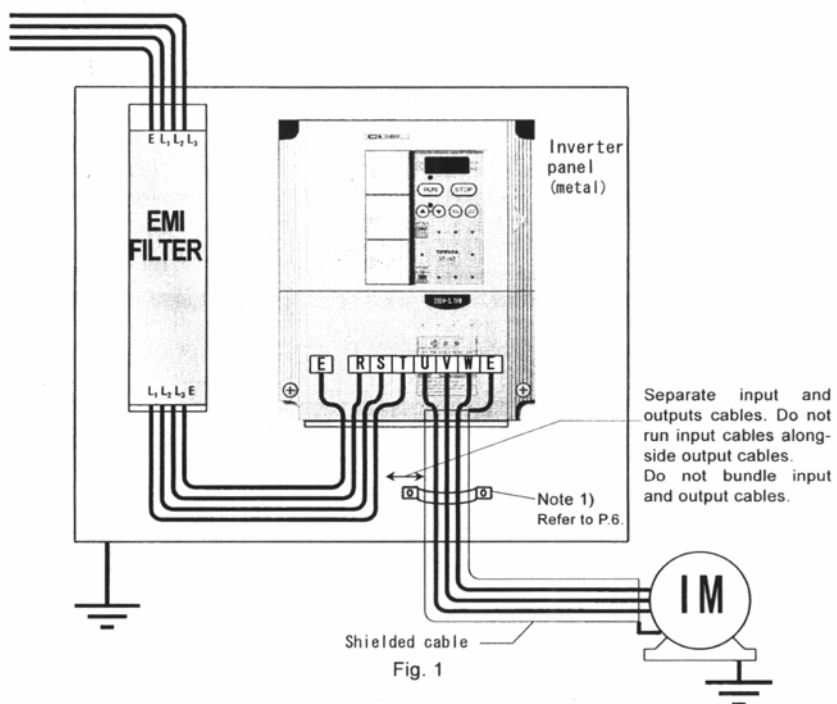 E L₁ L₂ L₃
EMI
FILTER
L₁ L₂ L₃ E
Inverter
panel
(metal)
RUN
STOP
E R S T U V W E
Separate input and
outputs cables. Do not
run input cables along-
side output cables.
Do not bundle input
and output cables.
Note 1)
Refer to P.6.
IM
Shielded cable
Fig. 1